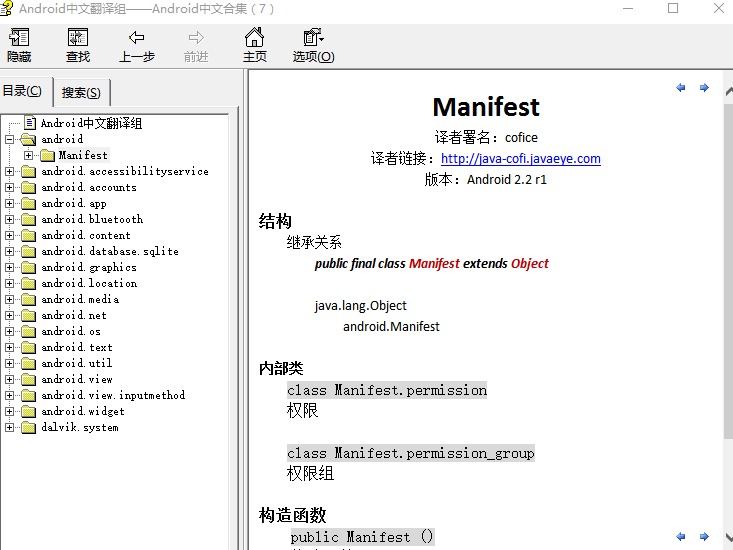 Android中文翻译组——Android中文合集（7）
隐藏 查找 上一步 前进 主页 选项(O)
目录(C) 搜索(S)
Android中文翻译组
android
Manifest
android.accessibilityservice
android.accounts
android.app
android.bluetooth
android.content
android.database.sqlite
android.graphics
android.location
android.media
android.net
android.os
android.text
android.util
android.view
android.view.inputmethod
android.widget
dalvik.system
Manifest
译者署名：cofice
译者链接：http://java-cofi.javaeye.com
版本：Android 2.2 r1
结构
继承关系
public final class Manifest extends Object
java.lang.Object
android.Manifest
内部类
class Manifest.permission
权限
class Manifest.permission_group
权限组
构造函数
public Manifest ()